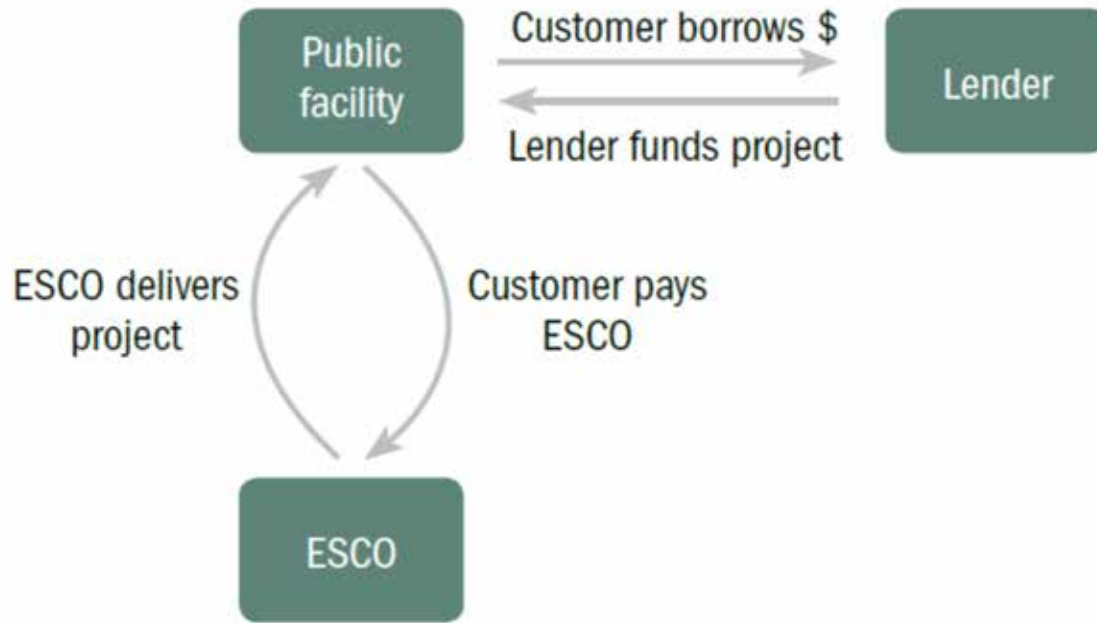 Public
facility
Customer borrows $
Lender
Lender funds project
ESCO delivers
project
Customer pays
ESCO
ESCO